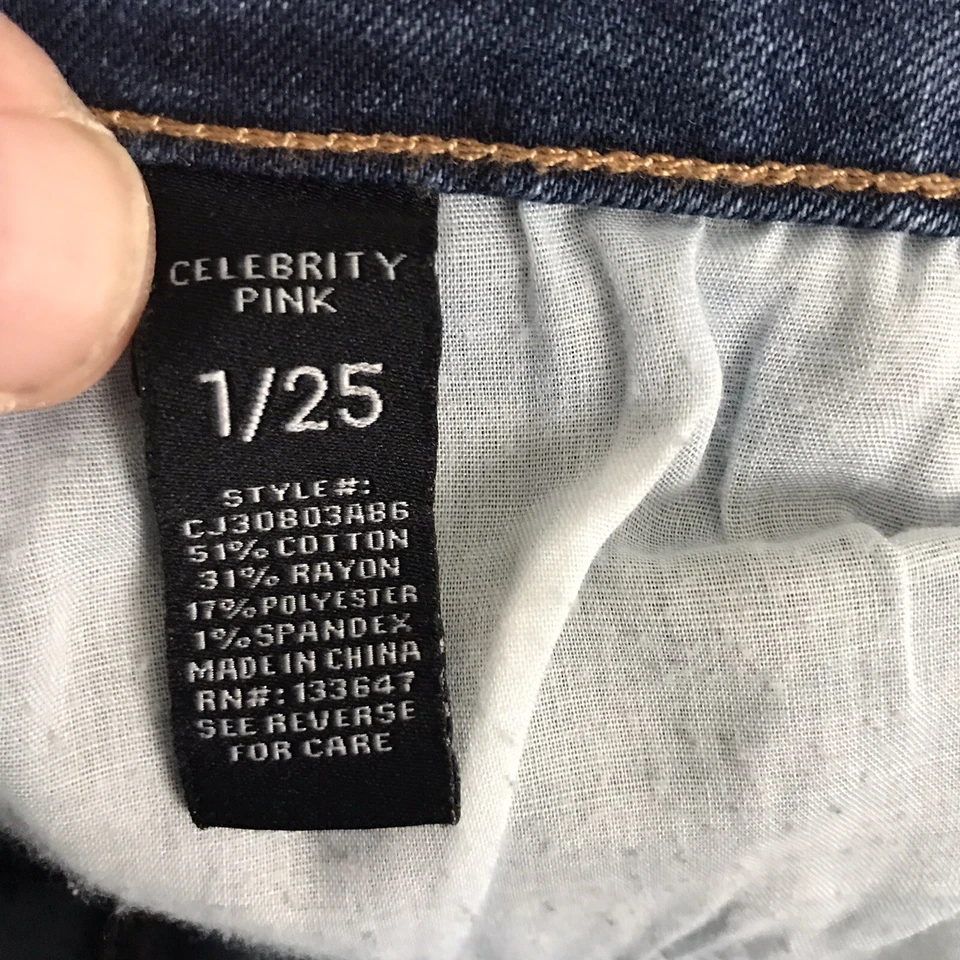 CELEBRITY
PINK
1/25
STYLE#:
CJ30803A86
51% COTTON
31% RAYON
17% POLYESTER
1% SPANDEX
MADE IN CHINA
RN#: 133647
SEE REVERSE
FOR CARE